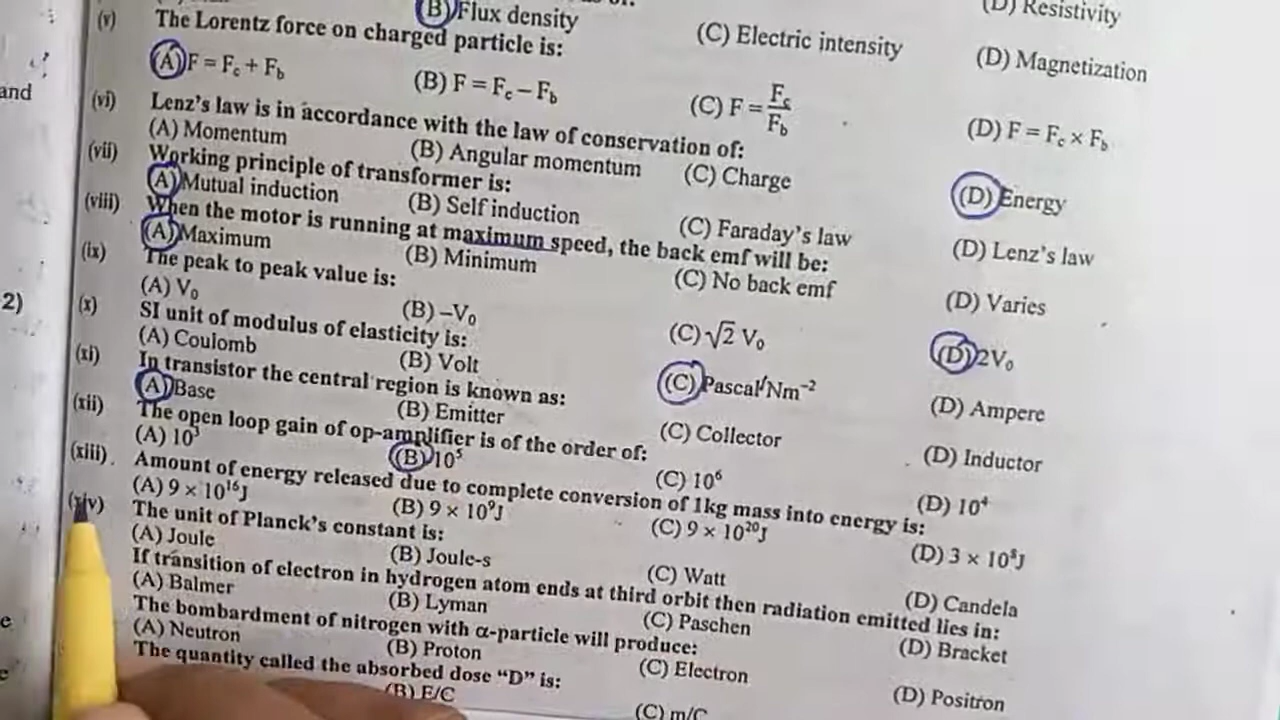 (B) Flux density
(C) Electric intensity
(D) Resistivity
(v) The Lorentz force on charged particle is:
(D) Magnetization
(A) F = Fe + Fb (B) F = Fe – Fb (C) F = Fe/Fb (D) F = Fe × Fb
(vi) Lenz's law is in accordance with the law of conservation of:
(A) Momentum (B) Angular momentum (C) Charge (D) Energy
(vii) Working principle of transformer is:
(A) Mutual induction (B) Self induction (C) Faraday's law (D) Lenz's law
(viii) When the motor is running at maximum speed, the back emf will be:
(A) Maximum (B) Minimum (C) No back emf (D) Varies
(ix) The peak to peak value is:
(A) V₀ (B) –V₀ (C) √2 V₀ (D) 2V₀
(x) SI unit of modulus of elasticity is:
(A) Coulomb (B) Volt (C) Pascal/Nm⁻² (D) Ampere
(xi) In transistor the central region is known as:
(A) Base (B) Emitter (C) Collector (D) Inductor
(xii) The open loop gain of op-amplifier is of the order of:
(A) 10³ (B) 10⁵ (C) 10⁶ (D) 10⁴
(xiii). Amount of energy released due to complete conversion of 1kg mass into energy is:
(A) 9 × 10¹⁶J (B) 9 × 10⁹J (C) 9 × 10²⁰J (D) 3 × 10⁸J
(xiv) The unit of Planck's constant is:
(A) Joule (B) Joule-s (C) Watt (D) Candela
If transition of electron in hydrogen atom ends at third orbit then radiation emitted lies in:
(A) Balmer (B) Lyman (C) Paschen (D) Bracket
The bombardment of nitrogen with α-particle will produce:
(A) Neutron (B) Proton (C) Electron (D) Positron
The quantity called the absorbed dose "D" is:
(B) E/C (C) m/C
and
2)
e